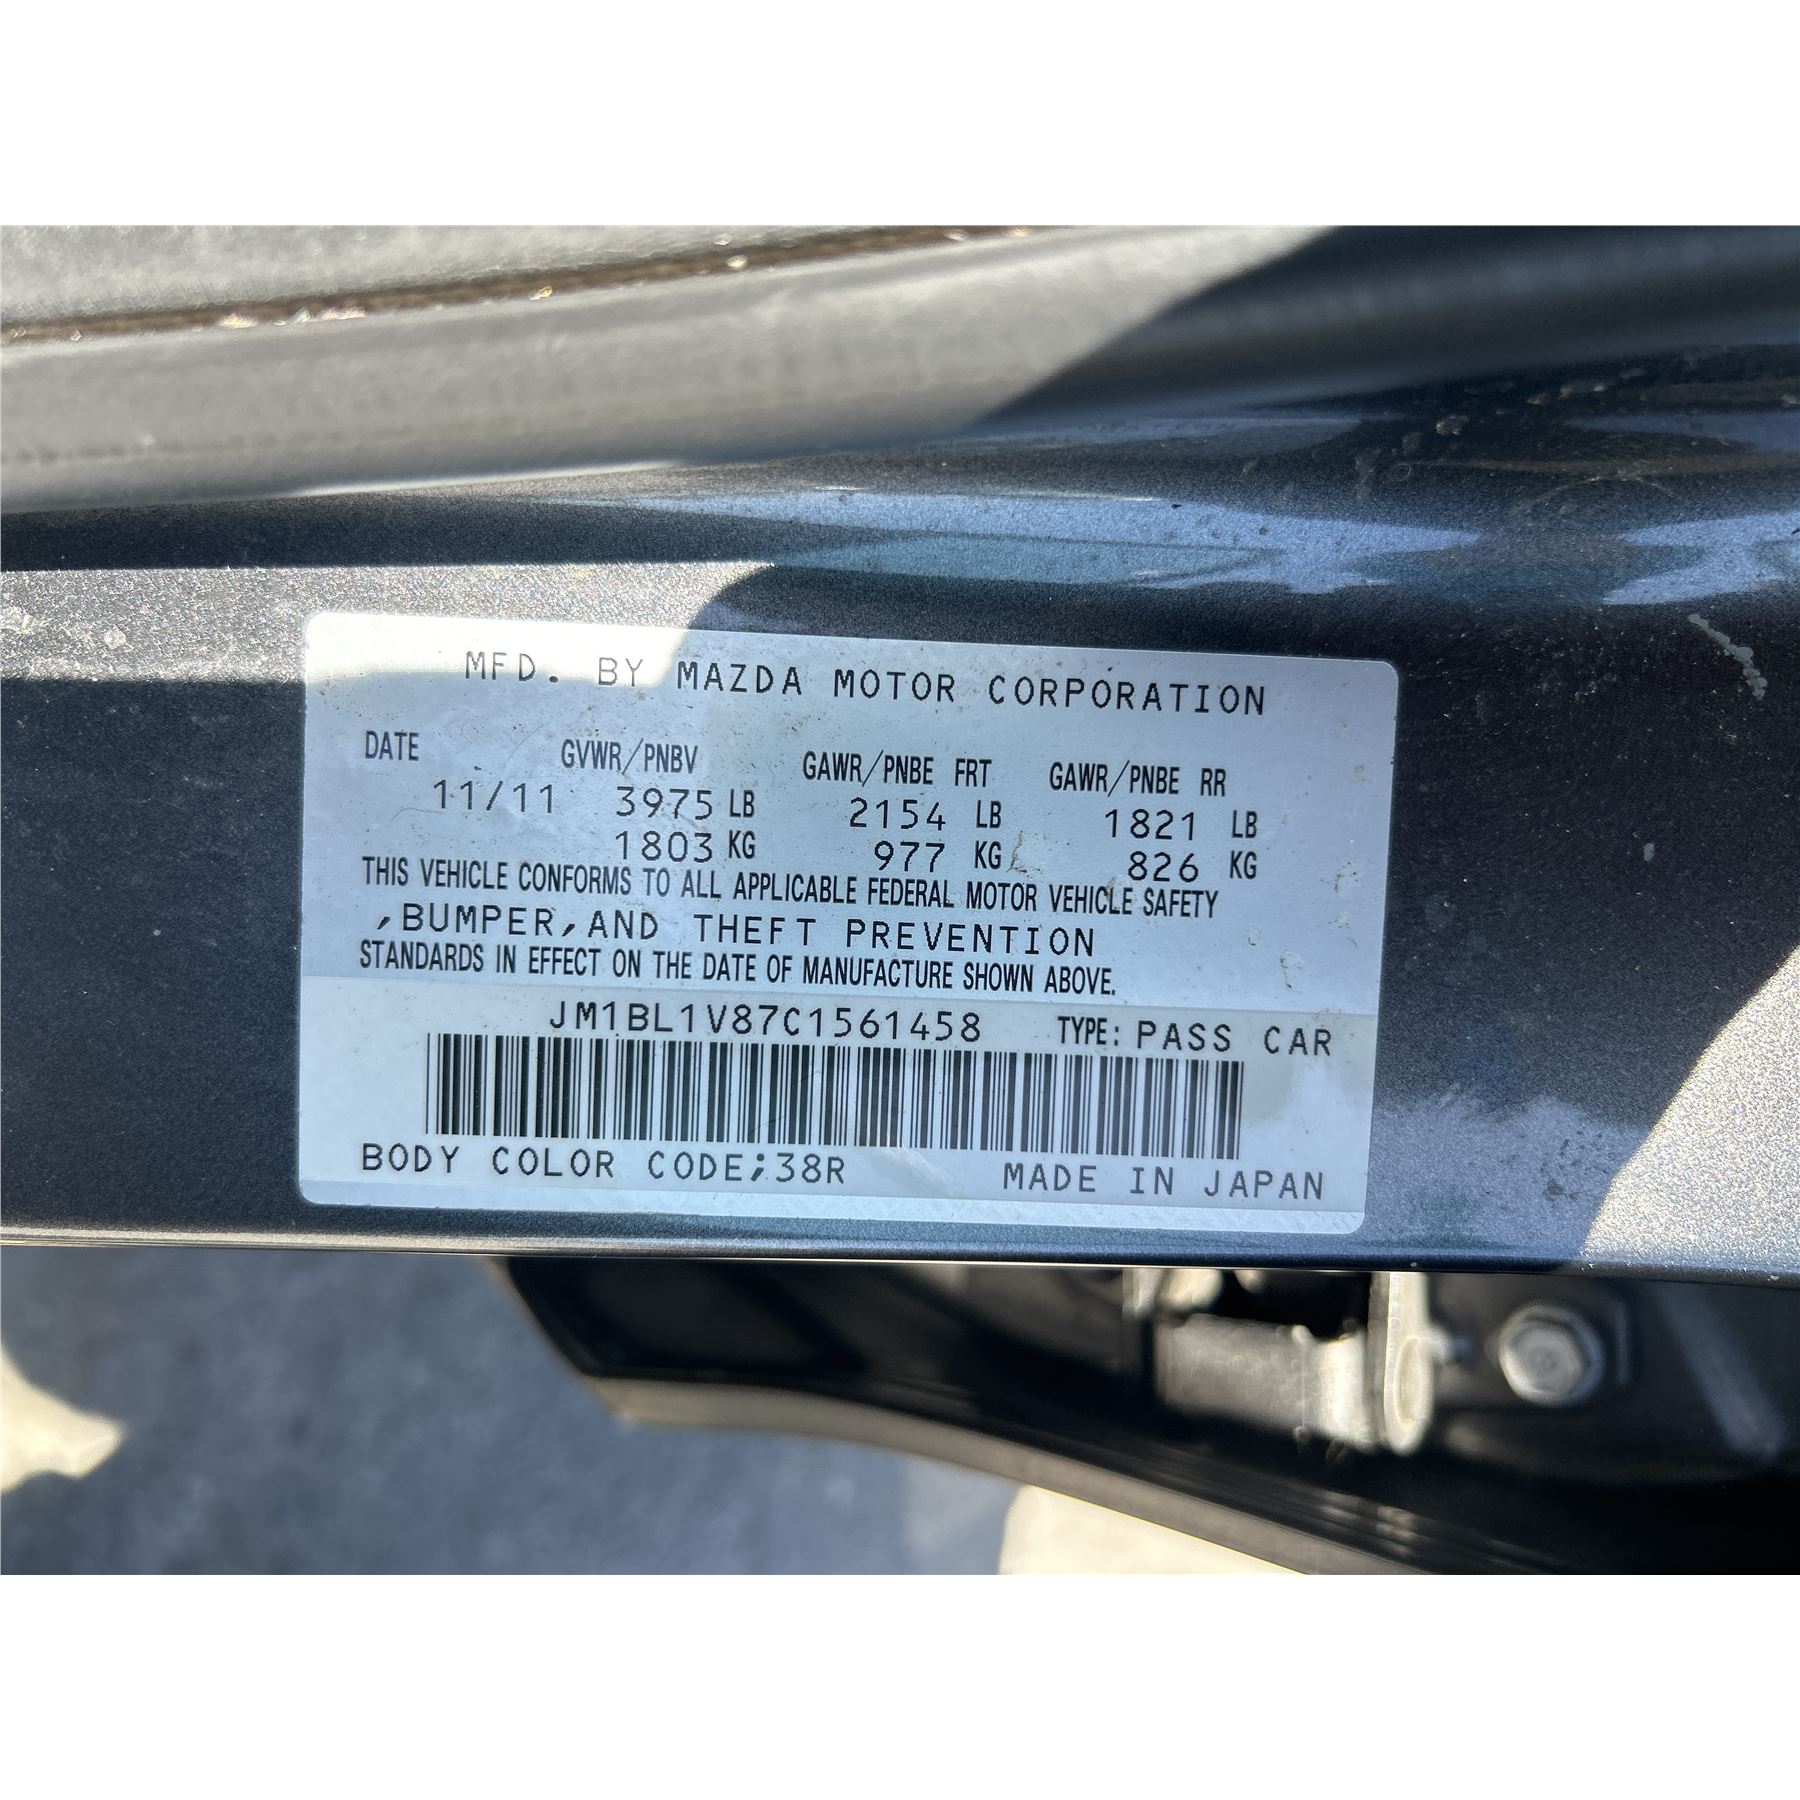 MFD. BY MAZDA MOTOR CORPORATION
DATE GVWR/PNBV GAWR/PNBE FRT GAWR/PNBE RR
11/11 3975 LB 2154 LB 1821 LB
1803 KG 977 KG 826 KG
THIS VEHICLE CONFORMS TO ALL APPLICABLE FEDERAL MOTOR VEHICLE SAFETY
,BUMPER,AND THEFT PREVENTION
STANDARDS IN EFFECT ON THE DATE OF MANUFACTURE SHOWN ABOVE.
JM1BL1V87C1561458 TYPE: PASS CAR
BODY COLOR CODE;38R MADE IN JAPAN